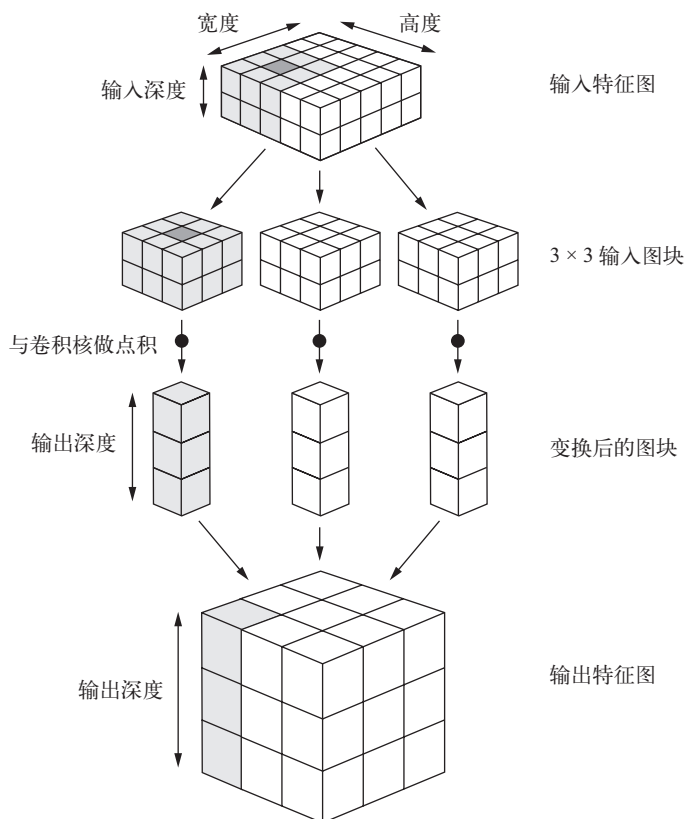 宽度
高度
输入深度
输入特征图
3 × 3 输入图块
与卷积核做点积
输出深度
变换后的图块
输出深度
输出特征图